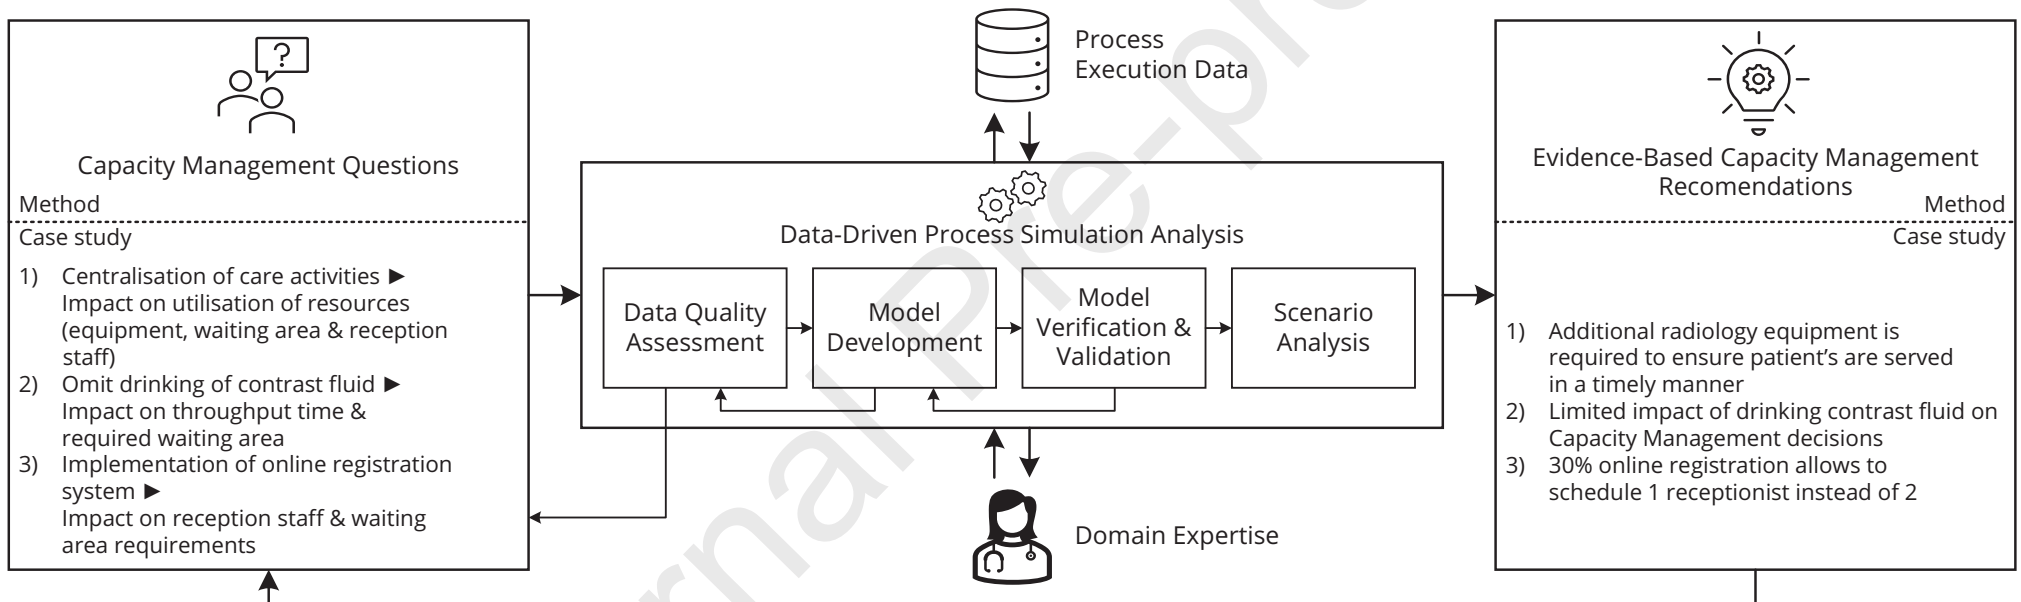 ?
Capacity Management Questions
Method
Case study
1) Centralisation of care activities ►
Impact on utilisation of resources
(equipment, waiting area & reception
staff)
2) Omit drinking of contrast fluid ►
Impact on throughput time &
required waiting area
3) Implementation of online registration
system ►
Impact on reception staff & waiting
area requirements
Process
Execution Data
Data-Driven Process Simulation Analysis
Data Quality
Assessment
Model
Development
Model
Verification &
Validation
Scenario
Analysis
Domain Expertise
Evidence-Based Capacity Management
Recomendations
Method
Case study
1) Additional radiology equipment is
required to ensure patient's are served
in a timely manner
2) Limited impact of drinking contrast fluid on
Capacity Management decisions
3) 30% online registration allows to
schedule 1 receptionist instead of 2
rnal Pre-pr